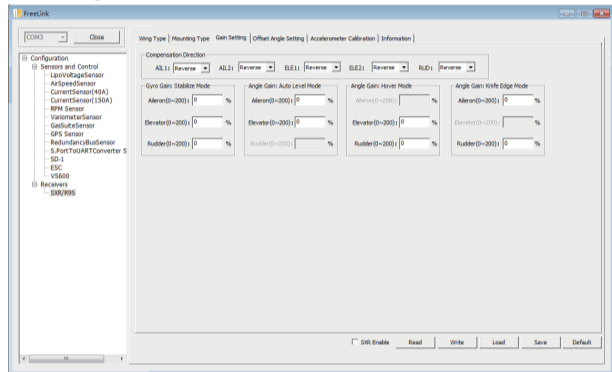 FreeLink
COM3 Close
Configuration
Sensors and Control
LipoVoltageSensor
AirSpeedSensor
CurrentSensor(40A)
CurrentSensor(150A)
RPM Sensor
VariometerSensor
GasSuiteSensor
GPS Sensor
RedundancyBusSensor
S.PortToUARTConverter S
SD-1
ESC
VS600
Receivers
SXR/R9S
Wing Type Mounting Type Gain Setting Offset Angle Setting Accelerometer Calibration Information
Compensation Direction
AIL1: Reverse AIL2: Reverse ELE1: Reverse ELE2: Reverse RUD: Reverse
Gyro Gain: Stabilize Mode Angle Gain: Auto Level Mode Angle Gain: Hover Mode Angle Gain: Knife Edge Mode
Aileron(0~200): 0 % Aileron(0~200): 0 % Aileron(0~200): % Aileron(0~200): 0 %
Elevator(0~200): 0 % Elevator(0~200): 0 % Elevator(0~200): 0 % Elevator(0~200): %
Rudder(0~200): 0 % Rudder(0~200): % Rudder(0~200): 0 % Rudder(0~200): 0 %
SXR Enable Read Write Load Save Default